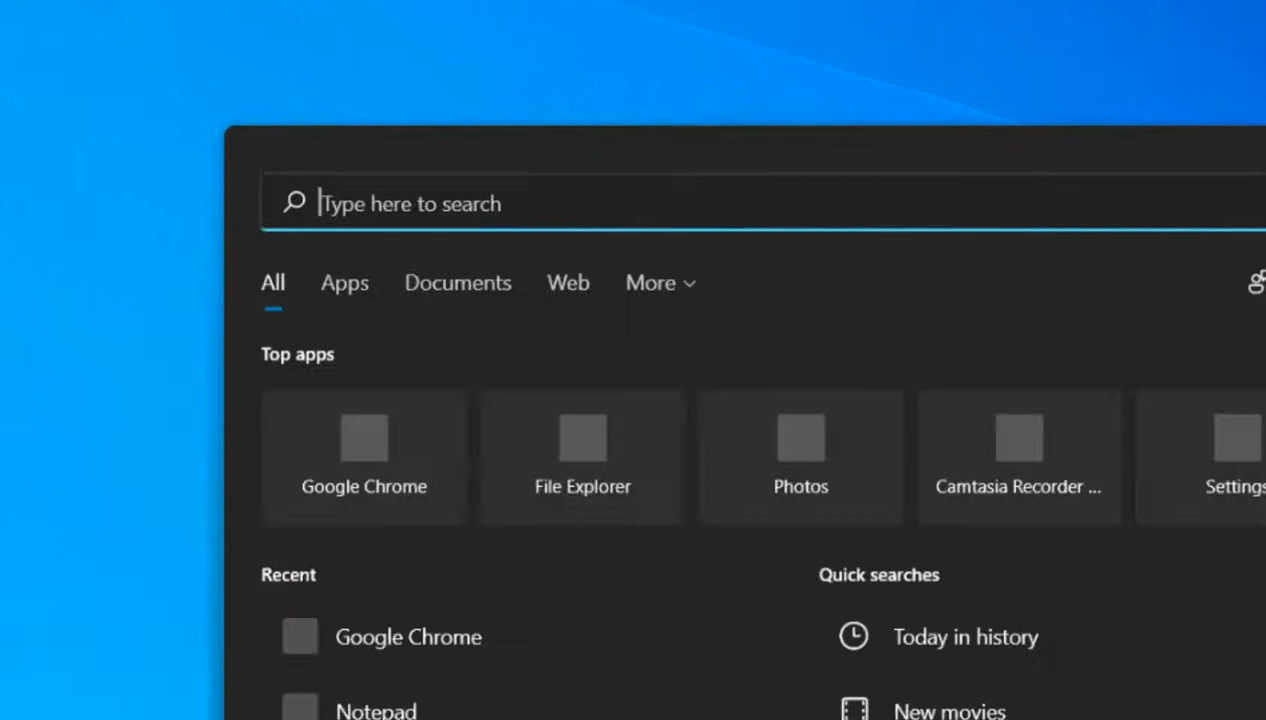 Type here to search
All Apps Documents Web More
Top apps
Google Chrome File Explorer Photos Camtasia Recorder ... Settings
Recent Quick searches
Google Chrome Today in history
Notepad New movies